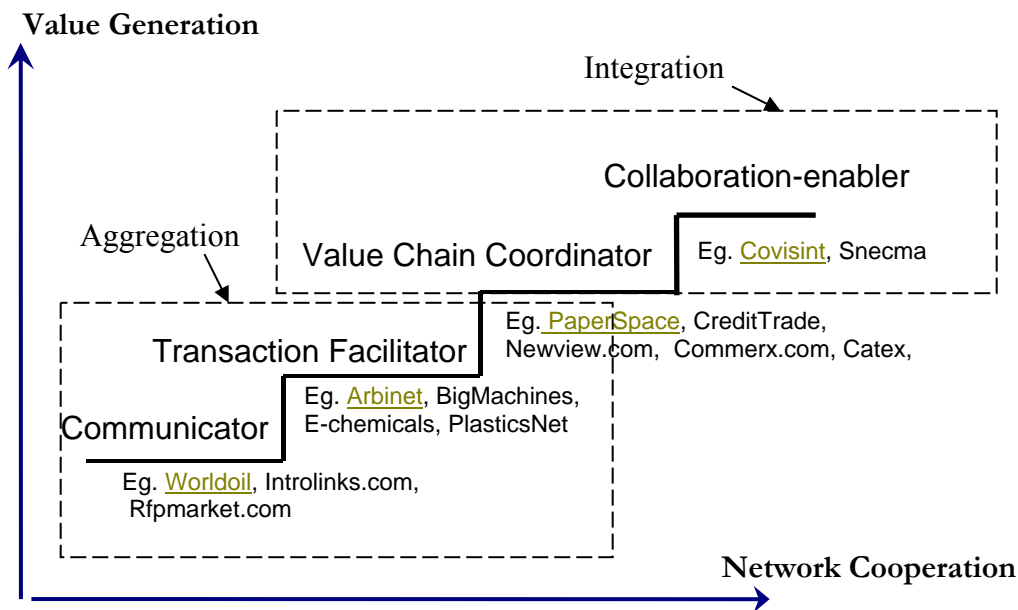 Value Generation
Integration
Collaboration-enabler
Aggregation
Value Chain Coordinator
Eg. Covisint, Snecma
Eg. PaperSpace, CreditTrade,
Newview.com, Commerx.com, Catex,
Transaction Facilitator
Eg. Arbinet, BigMachines,
E-chemicals, PlasticsNet
Communicator
Eg. Worldoil, Introlinks.com,
Rfpmarket.com
Network Cooperation